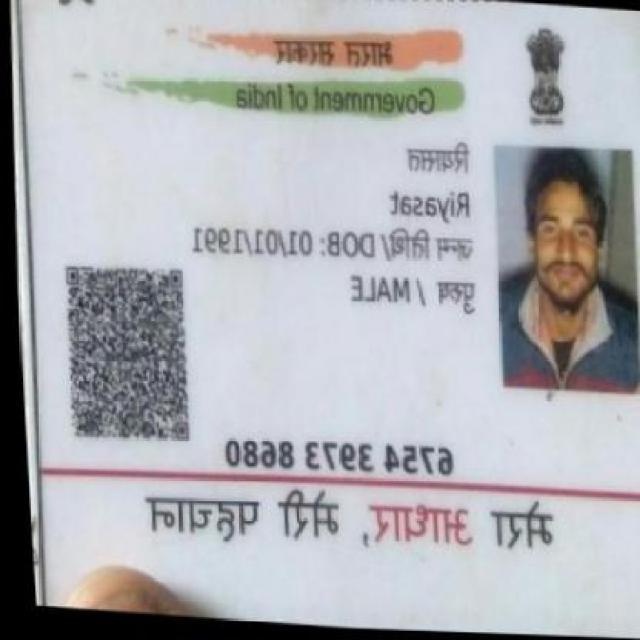 भारत सरकार
Government of India
रियासत
Riyasat
जन्म तिथि/ DOB: 01/01/1991
पुरुष / MALE
6754 3973 8680
मेरा आधार, मेरी पहचान